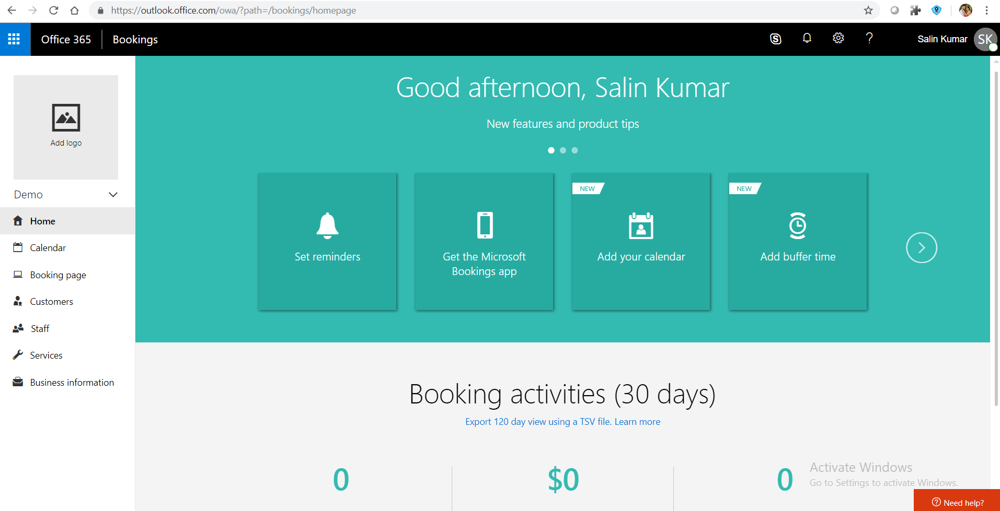 https://outlook.office.com/owa/?path=/bookings/homepage
Office 365
Bookings
Salin Kumar
SK
Add logo
Demo
Home
Calendar
Booking page
Customers
Staff
Services
Business information
Good afternoon, Salin Kumar
New features and product tips
Set reminders
Get the Microsoft
Bookings app
NEW
Add your calendar
NEW
Add buffer time
Booking activities (30 days)
Export 120 day view using a TSV file. Learn more
0
$0
0
Activate Windows
Go to Settings to activate Windows.
Need help?